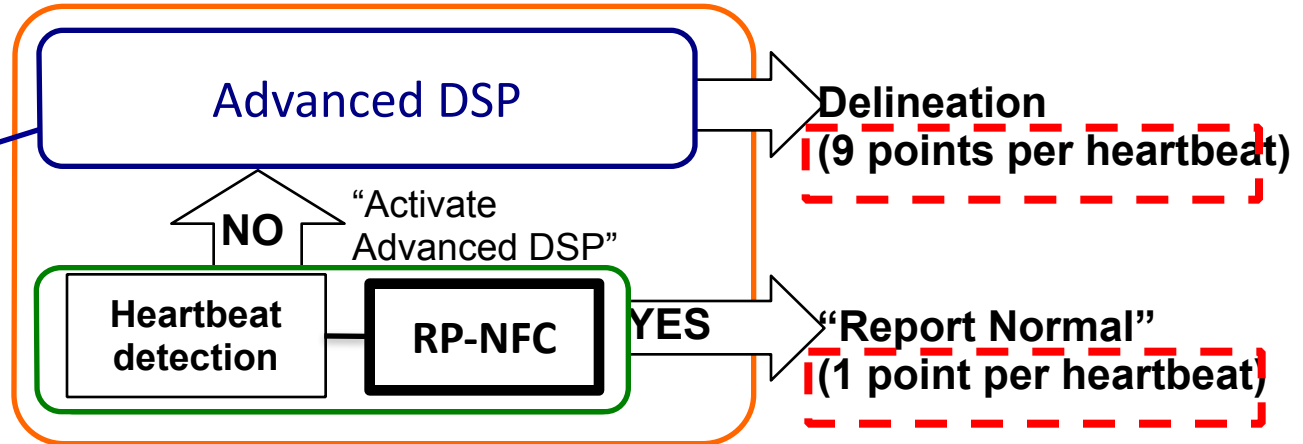 Advanced DSP
Delineation
(9 points per heartbeat)
NO
“Activate
Advanced DSP”
Heartbeat
detection
RP-NFC
YES
“Report Normal”
(1 point per heartbeat)